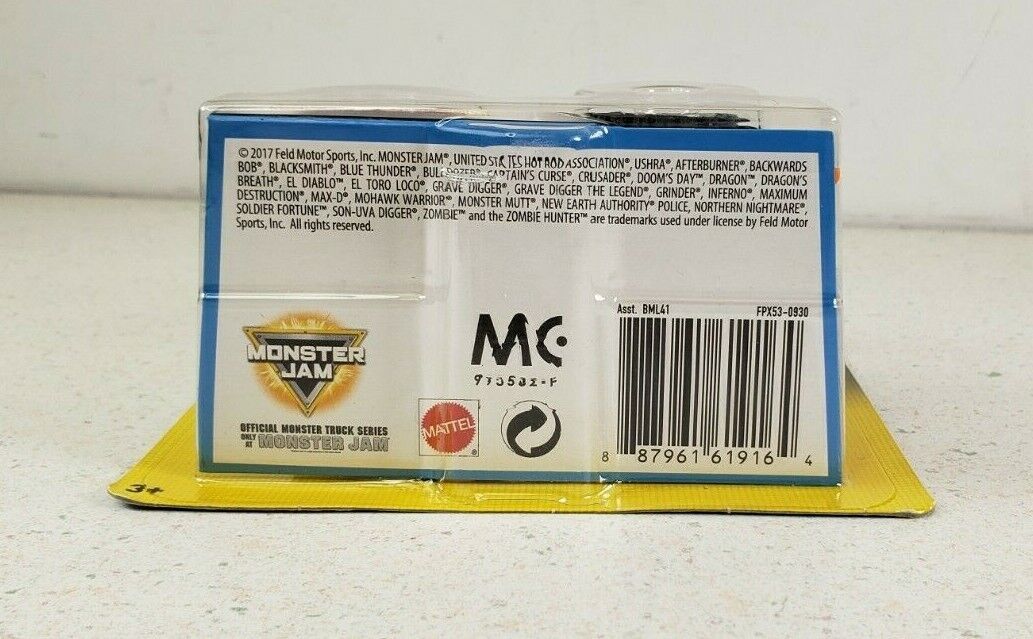 © 2017 Feld Motor Sports, Inc. MONSTER JAM®, UNITED STATES HOT ROD ASSOCIATION®, USHRA®, AFTERBURNER®, BACKWARDS
BOB®, BLACKSMITH®, BLUE THUNDER®, BULLDOZER®, CAPTAIN'S CURSE®, CRUSADER®, DOOM'S DAY™, DRAGON™, DRAGON'S
BREATH®, EL DIABLO™, EL TORO LOCO®, GRAVE DIGGER®, GRAVE DIGGER THE LEGEND®, GRINDER®, INFERNO®, MAXIMUM
DESTRUCTION®, MAX-D®, MOHAWK WARRIOR®, MONSTER MUTT®, NEW EARTH AUTHORITY® POLICE, NORTHERN NIGHTMARE®,
SOLDIER FORTUNE™, SON-UVA DIGGER®, ZOMBIE™ and the ZOMBIE HUNTER™ are trademarks used under license by Feld Motor
Sports, Inc. All rights reserved.
MONSTER
JAM
OFFICIAL MONSTER TRUCK SERIES
ONLY AT MONSTER JAM
MC
MATTEL
®
Asst. BML41 FPX53-0930
8 87961 61916 4
3+